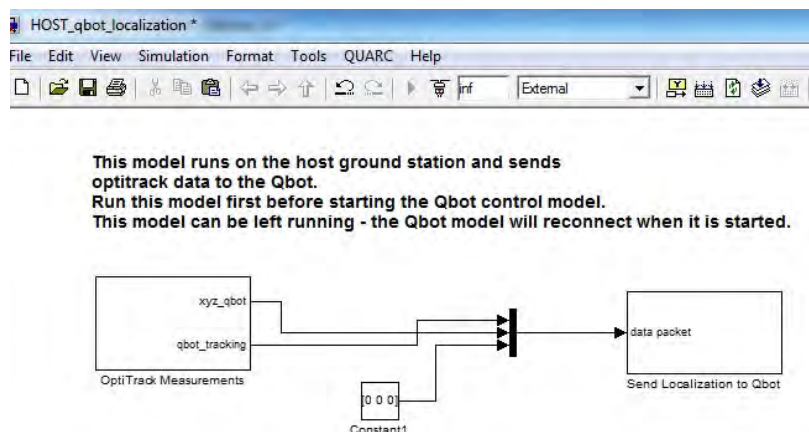 HOST_qbot_localization *
File Edit View Simulation Format Tools QUARC Help
inf External
This model runs on the host ground station and sends
optitrack data to the Qbot.
Run this model first before starting the Qbot control model.
This model can be left running - the Qbot model will reconnect when it is started.
xyz_qbot
qbot_tracking
OptiTrack Measurements
[0 0 0]
Constant1
data packet
Send Localization to Qbot